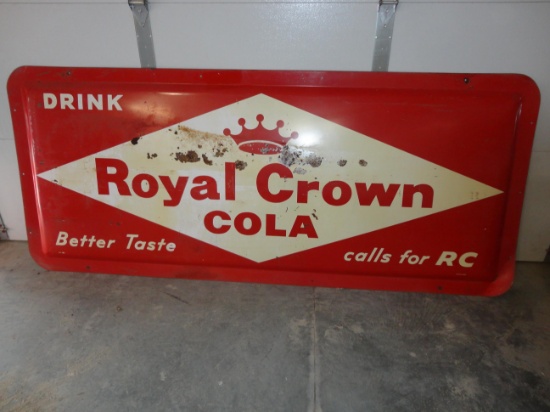 DRINK
Royal Crown
COLA
Better Taste
calls for RC